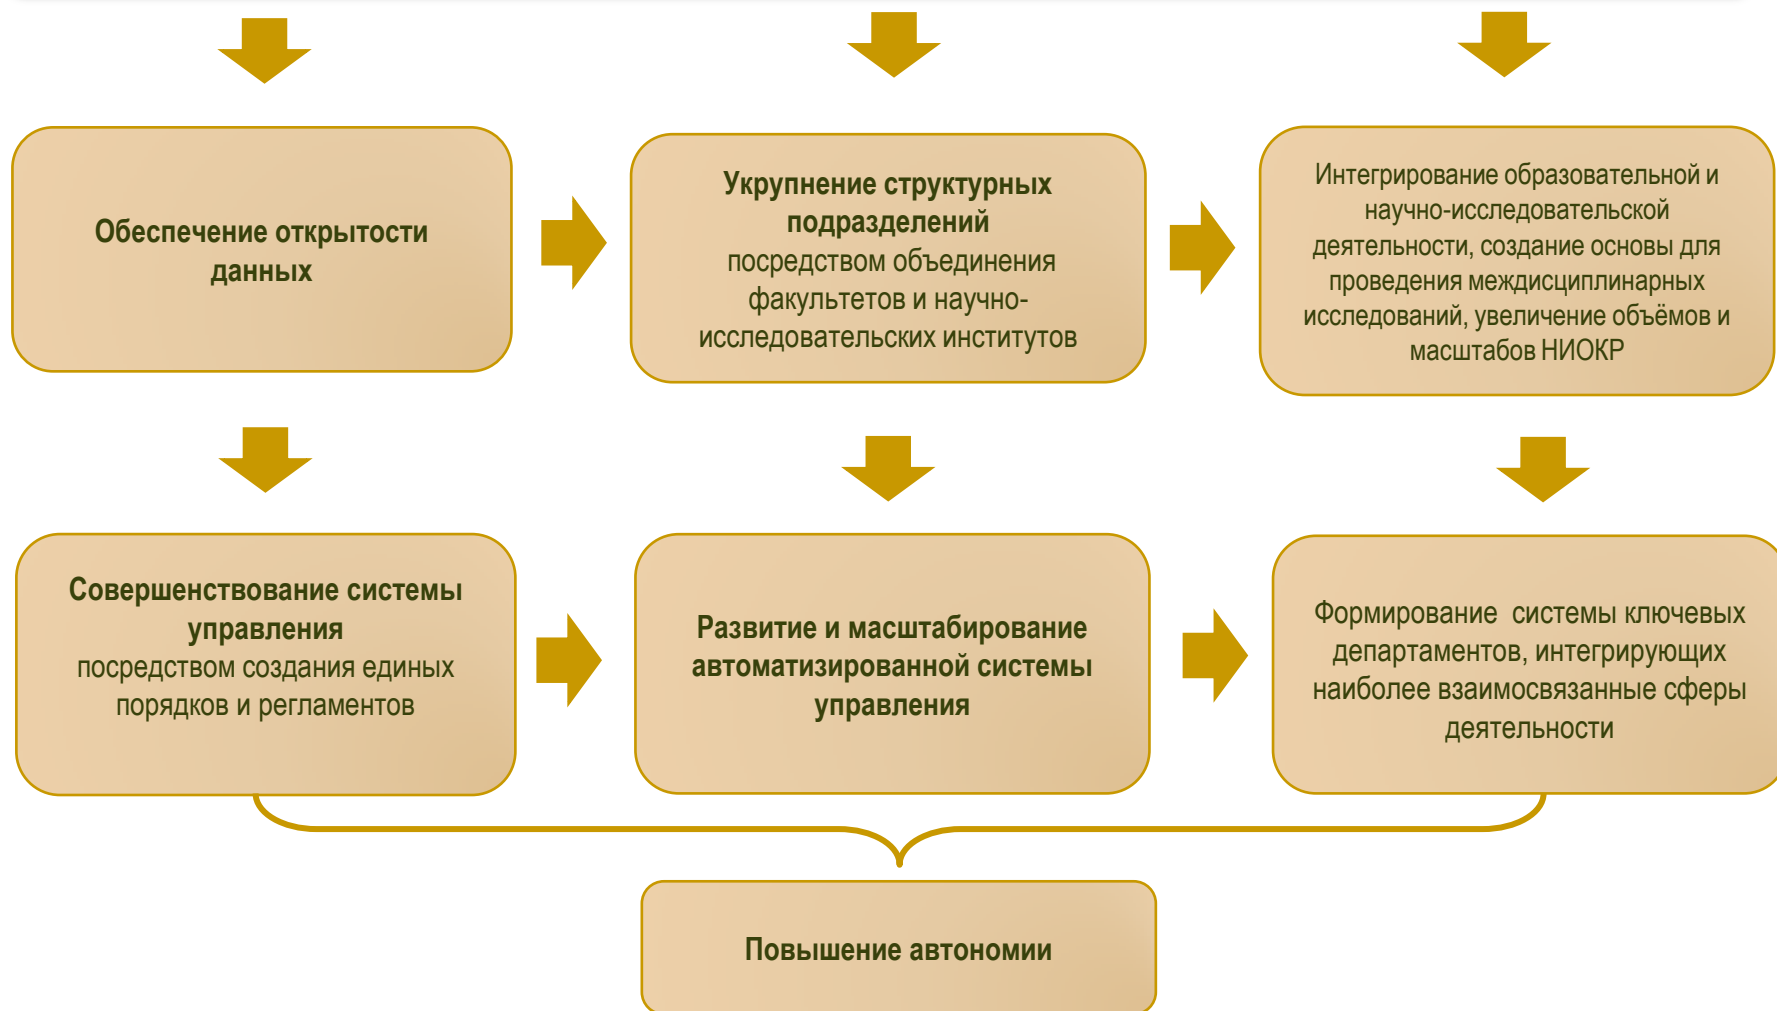 Обеспечение открытости
данных
Укрупнение структурных
подразделений
посредством объединения
факультетов и научно-
исследовательских институтов
Интегрирование образовательной и
научно-исследовательской
деятельности, создание основы для
проведения междисциплинарных
исследований, увеличение объёмов и
масштабов НИОКР
Совершенствование системы
управления
посредством создания единых
порядков и регламентов
Развитие и масштабирование
автоматизированной системы
управления
Формирование системы ключевых
департаментов, интегрирующих
наиболее взаимосвязанные сферы
деятельности
Повышение автономии